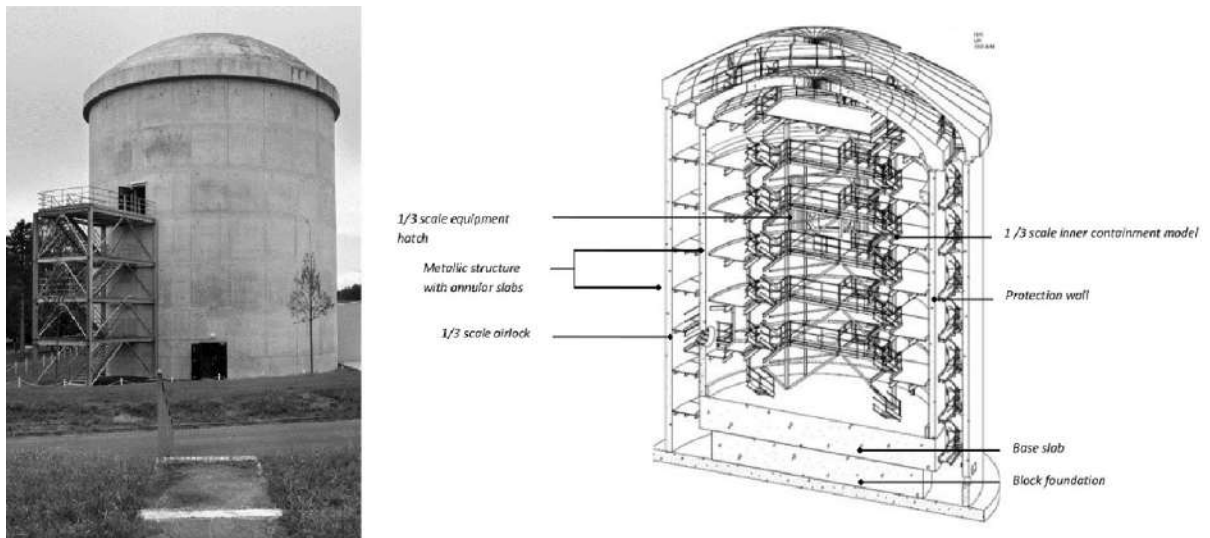 1/3 scale equipment
hatch
Metallic structure
with annular slabs
1/3 scale airlock
1 /3 scale inner containment model
Protection wall
Base slab
Block foundation